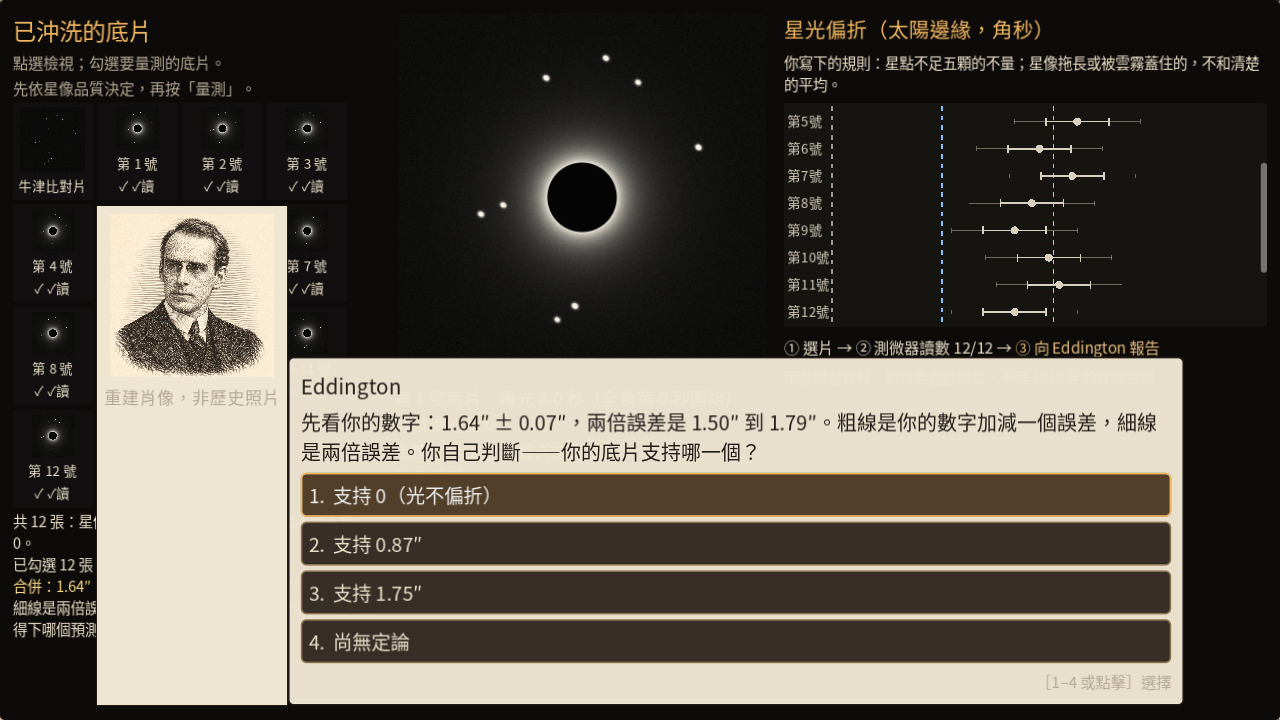 已沖洗的底片
點選檢視；勾選要量測的底片。
先依星像品質決定，再按「量測」。
牛津比對片
第 1 號
✓ ✓讀
第 2 號
✓ ✓讀
第 3 號
✓ ✓讀
第 4 號
✓ ✓讀
第 7 號
✓ ✓讀
第 8 號
✓ ✓讀
第 12 號
✓ ✓讀
共 12 張：星
0。
已勾選 12 張
合併：1.64″
細線是兩倍誤
得下哪個預測
重建肖像，非歷史照片
星光偏折（太陽邊緣，角秒）
你寫下的規則：星點不足五顆的不量；星像拖長或被雲霧蓋住的，不和清楚
的平均。
第5號
第6號
第7號
第8號
第9號
第10號
第11號
第12號
① 選片 → ② 測微器讀數 12/12 → ③ 向 Eddington 報告
Eddington
先看你的數字：1.64″ ± 0.07″，兩倍誤差是 1.50″ 到 1.79″。粗線是你的數字加減一個誤差，細線
是兩倍誤差。你自己判斷——你的底片支持哪一個？
1. 支持 0（光不偏折）
2. 支持 0.87″
3. 支持 1.75″
4. 尚無定論
［1–4 或點擊］選擇